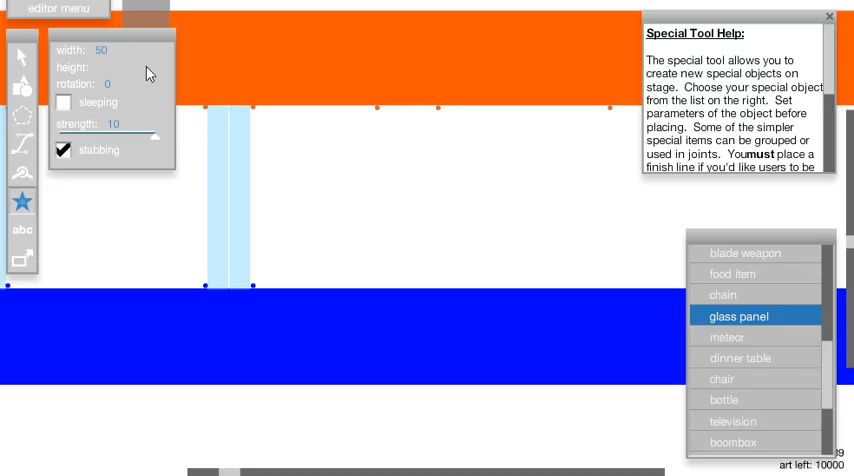 editor menu
width: 50
height:
rotation: 0
sleeping
strength: 10
stabbing
abc
Special Tool Help:
The special tool allows you to
create new special objects on
stage. Choose your special object
from the list on the right. Set
parameters of the object before
placing. Some of the simpler
special items can be grouped or
used in joints. You must place a
finish line if you'd like users to be
blade weapon
food item
chain
glass panel
meteor
dinner table
chair
bottle
television
boombox
art left: 10000